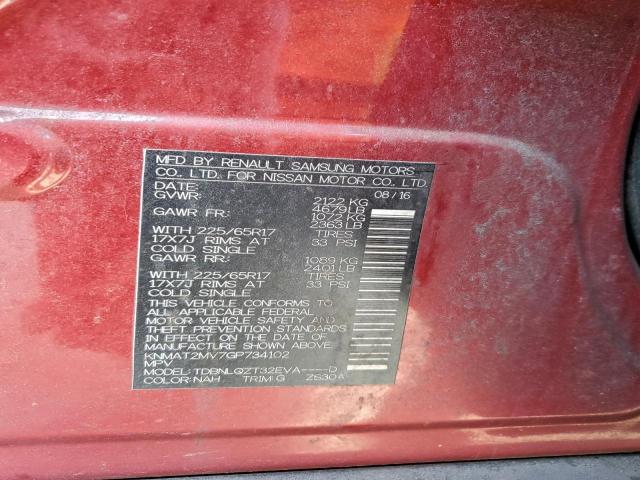 MFD BY RENAULT SAMSUNG MOTORS
CO. LTD. FOR NISSAN MOTOR CO. LTD.
DATE: 08/16
GVWR: 2122 KG
4679 LB
GAWR FR: 1072 KG
2363 LB
WITH 225/65R17 TIRES
17X7J RIMS AT 33 PSI
COLD SINGLE
GAWR RR: 1089 KG
2401 LB
WITH 225/65R17 TIRES
17X7J RIMS AT 33 PSI
COLD SINGLE
THIS VEHICLE CONFORMS TO
ALL APPLICABLE FEDERAL
MOTOR VEHICLE SAFETY AND
THEFT PREVENTION STANDARDS
IN EFFECT ON THE DATE OF
MANUFACTURE SHOWN ABOVE.
KNMAT2MV7GP734102
MPV
MODEL: TDBNLQZT32EVA----D
COLOR: NAH TRIM: G ZS30A